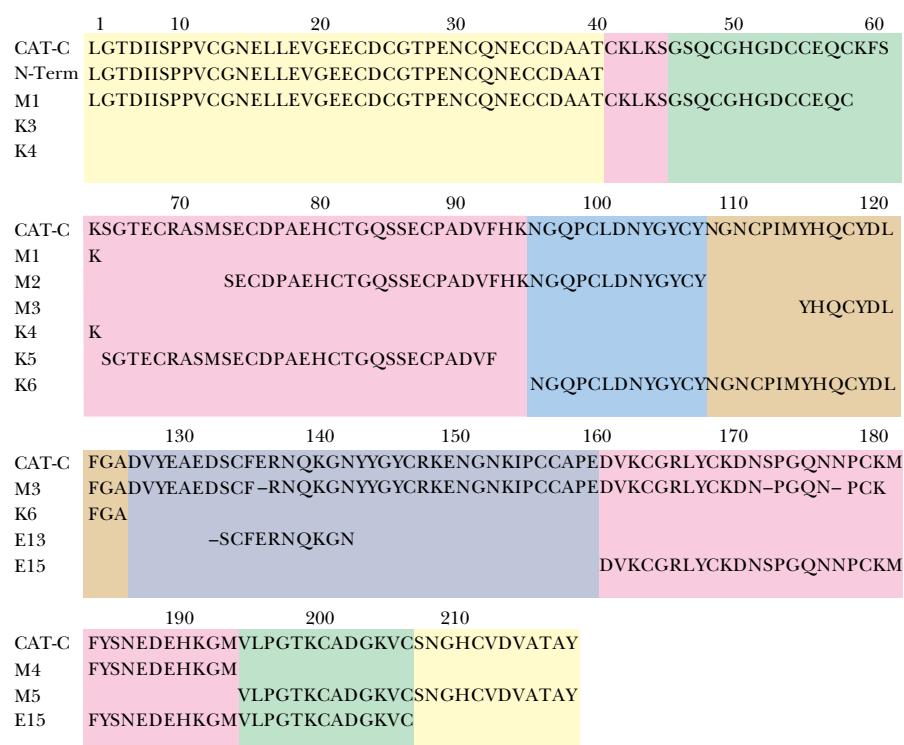 1 10 20 30 40 50 60
CAT-C LGTDIISPPVCGNELLEVGEECDCGTPENCQNECCDAATCKLKSGSQCGHGDCCEQCKFS
N-Term LGTDIISPPVCGNELLEVGEECDCGTPENCQNECCDAAT
M1 LGTDIISPPVCGNELLEVGEECDCGTPENCQNECCDAATCKLKSGSQCGHGDCCEQC
K3
K4
70 80 90 100 110 120
CAT-C KSGTECRASMSECDPAEHCTGQSSECPADVFHKNGQPCLDNYGYCYNGNCPIMYHQCYDL
M1 K
M2 SECDPAEHCTGQSSECPADVFHKNGQPCLDNYGYCY
M3 YHQCYDL
K4 K
K5 SGTECRASMSECDPAEHCTGQSSECPADVF
K6 NGQPCLDNYGYCYNGNCPIMYHQCYDL
130 140 150 160 170 180
CAT-C FGADVYEAEDSCFERNQKGNYYGYCRKENGNKIPCCAPEDVKCGRLYCKDNSPGQNNPCKM
M3 FGADVYEAEDSCF–RNQKGNYYGYCRKENGNKIPCCAPEDVKCGRLYCKDN–PGQN– PCK
K6 FGA
E13 –SCFERNQKGN
E15 DVKCGRLYCKDNSPGQNNPCKM
190 200 210
CAT-C FYSNEDEHKGMVLPGTKCADGKVCSNGHCVDVATAY
M4 FYSNEDEHKGM
M5 VLPGTKCADGKVCSNGHCVDVATAY
E15 FYSNEDEHKGMVLPGTKCADGKVC